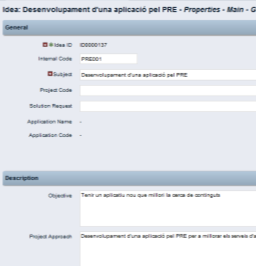 Idea: Desenvolupament d'una aplicació pel PRE - Properties - Main - G
General
Idea ID ID0000137
Internal Code PRE001
Subject Desenvolupament d'una aplicació pel PRE
Project Code
Solution Request
Application Name -
Application Code -
Description
Objective Tenir un aplicatiu nou que millori la cerca de continguts
Project Approach Desenvolupament d'una aplicació pel PRE per a millorar els serveis d'a